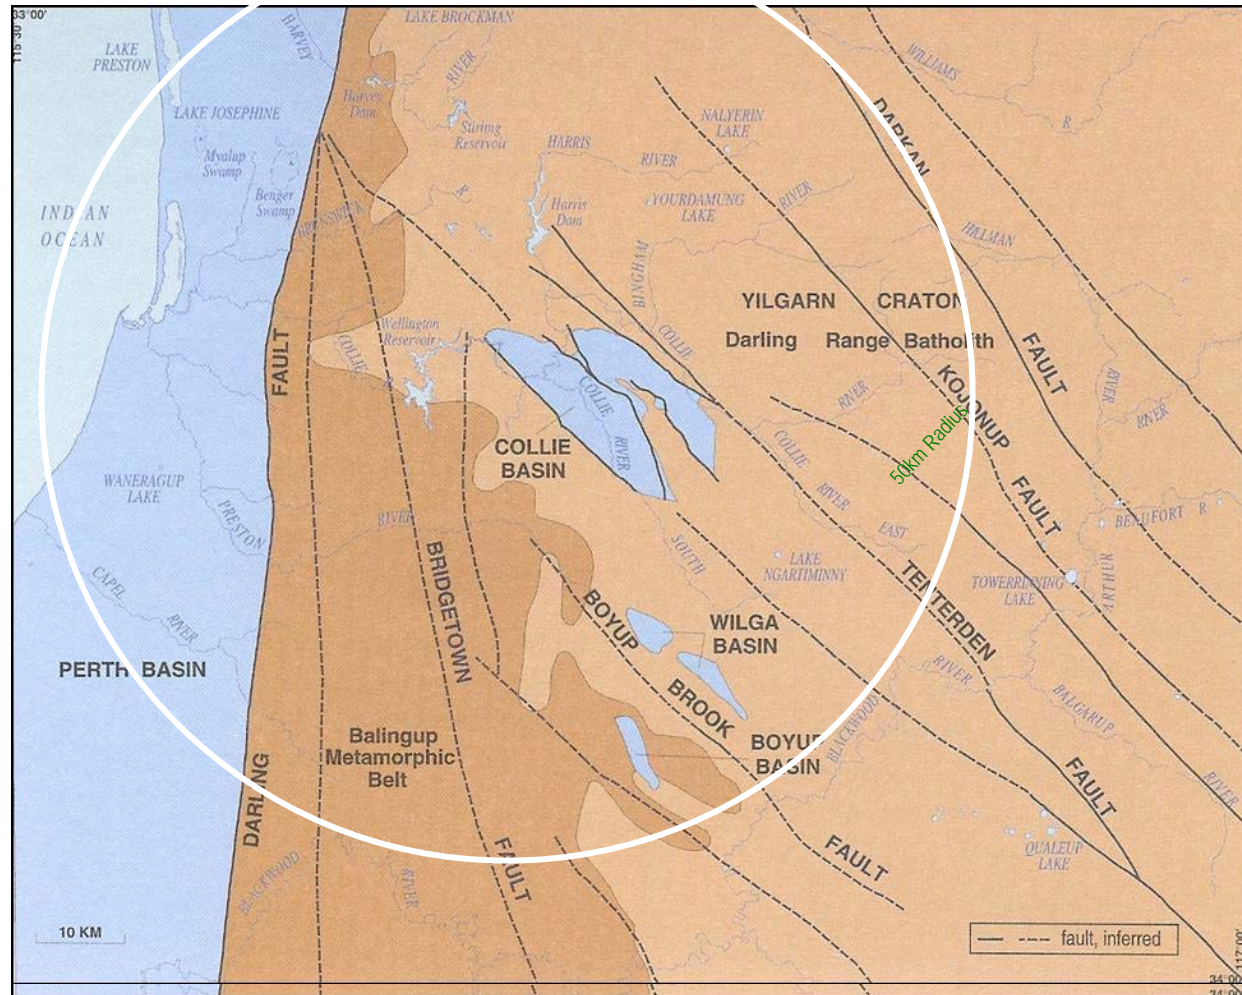 33°00'
115°30'
LAKE BROCKMAN
HARVEY
RIVER
WILLIAMS
R.
LAKE
PRESTON
LAKE JOSEPHINE
Harvey
Dam
Stirling
Reservoir
NALYERIN
LAKE
DARKAN
Myalup
Swamp
HARRIS
RIVER
Benger
Swamp
R.
YOURDAMUNG
LAKE
RIVER
INDIAN
OCEAN
BRUNSWICK
Harris
Dam
HILLMAN
BINGHAM
YILGARN CRATON
Darling Range Batholith
Wellington
Reservoir
COLLIE
R
FAULT
COLLIE
FAULT
RIVER
KOJONUP
RIVER
RIVER
50km Radius
COLLIE
RIVER
COLLIE
BASIN
COLLIE
RIVER
EAST
FAULT
WANERAGUP
LAKE
PRESTON
RIVER
BEAUFORT R
SOUTH
LAKE
NGARTIMINNY
TOWERRINNING
LAKE
ARTHUR
CAPEL
RIVER
BRIDGETOWN
BOYUP
WILGA
BASIN
TENTERDEN
PERTH BASIN
BROOK
RIVER
BALGARUP
BLACKWOOD
Balingup
Metamorphic
Belt
BOYUP
BASIN
DARLING
FAULT
RIVER
FAULT
FAULT
QUALEUP
LAKE
BLACKWOOD
RIVER
10 KM
fault, inferred
117°00'
34°00'